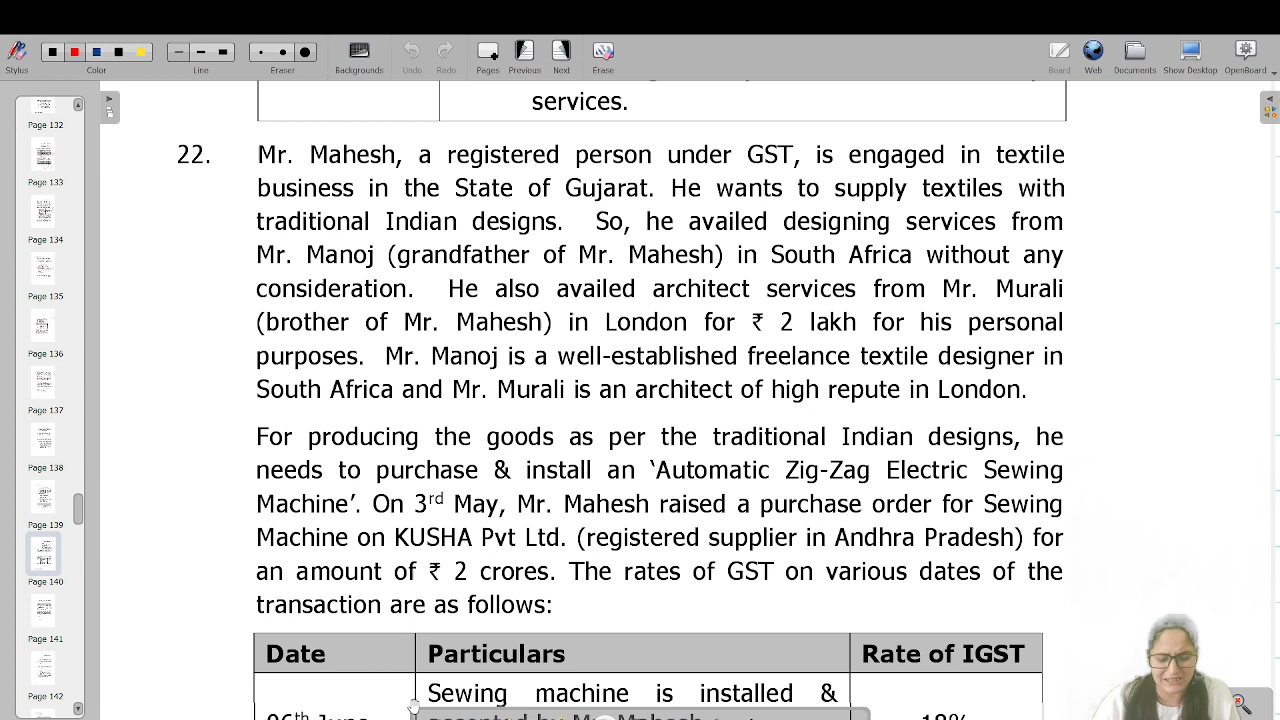 Stylus
Color
Line
Eraser
Backgrounds
Undo
Redo
Pages
Previous
Next
Erase
Board
Web
Documents
Show Desktop
OpenBoard
Page 132
Page 133
Page 134
Page 135
Page 136
Page 137
Page 138
Page 139
Page 140
Page 141
Page 142
services.
22. Mr. Mahesh, a registered person under GST, is engaged in textile
business in the State of Gujarat. He wants to supply textiles with
traditional Indian designs. So, he availed designing services from
Mr. Manoj (grandfather of Mr. Mahesh) in South Africa without any
consideration. He also availed architect services from Mr. Murali
(brother of Mr. Mahesh) in London for ₹ 2 lakh for his personal
purposes. Mr. Manoj is a well-established freelance textile designer in
South Africa and Mr. Murali is an architect of high repute in London.
For producing the goods as per the traditional Indian designs, he
needs to purchase & install an ‘Automatic Zig-Zag Electric Sewing
Machine’. On 3rd May, Mr. Mahesh raised a purchase order for Sewing
Machine on KUSHA Pvt Ltd. (registered supplier in Andhra Pradesh) for
an amount of ₹ 2 crores. The rates of GST on various dates of the
transaction are as follows:
Date Particulars Rate of IGST
Sewing machine is installed &
06th June 18%